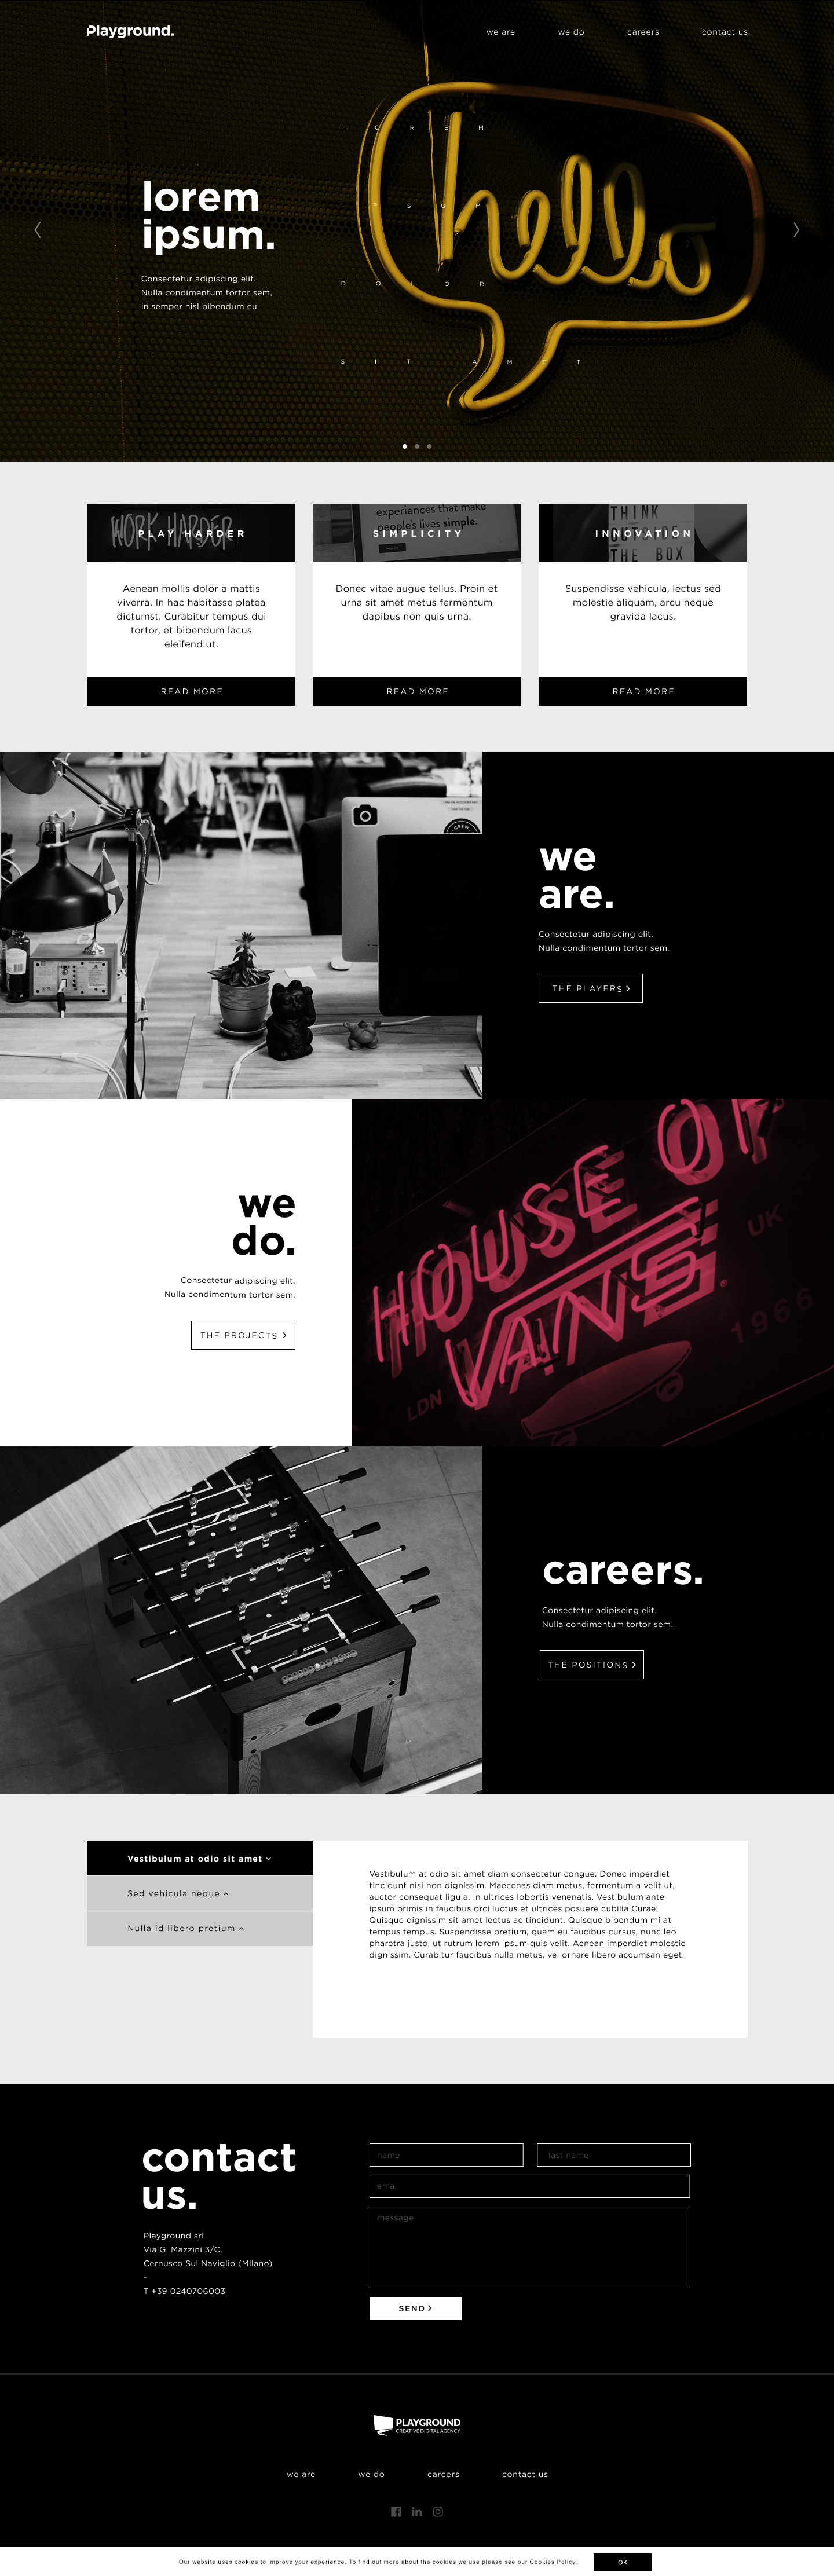 Playground.
we are we do careers contact us
LOREM
IPSUM
DOLOR
SIT AMET
hello
lorem
ipsum.
Consectetur adipiscing elit.
Nulla condimentum tortor sem,
in semper nisl bibendum eu.
WORK HARDER
PLAY HARDER
experiences that make
people's lives simple.
SIMPLICITY
THINK
OUTSIDE
THE BOX
INNOVATION
Aenean mollis dolor a mattis
viverra. In hac habitasse platea
dictumst. Curabitur tempus dui
tortor, et bibendum lacus
eleifend ut.
Donec vitae augue tellus. Proin et
urna sit amet metus fermentum
dapibus non quis urna.
Suspendisse vehicula, lectus sed
molestie aliquam, arcu neque
gravida lacus.
READ MORE
READ MORE
READ MORE
CREW
we
are.
Consectetur adipiscing elit.
Nulla condimentum tortor sem.
THE PLAYERS
we
do.
Consectetur adipiscing elit.
Nulla condimentum tortor sem.
THE PROJECTS
HOUSE OF
VANS
UK
1966
LDN
careers.
Consectetur adipiscing elit.
Nulla condimentum tortor sem.
THE POSITIONS
Vestibulum at odio sit amet
Sed vehicula neque
Nulla id libero pretium
Vestibulum at odio sit amet diam consectetur congue. Donec imperdiet
tincidunt nisi non dignissim. Maecenas diam metus, fermentum a velit ut,
auctor consequat ligula. In ultrices lobortis venenatis. Vestibulum ante
ipsum primis in faucibus orci luctus et ultrices posuere cubilia Curae;
Quisque dignissim sit amet lectus ac tincidunt. Quisque bibendum mi at
tempus tempus. Suspendisse pretium, quam eu faucibus cursus, nunc leo
pharetra justo, ut rutrum lorem ipsum quis velit. Aenean imperdiet molestie
dignissim. Curabitur faucibus nulla metus, vel ornare libero accumsan eget.
contact
us.
Playground srl
Via G. Mazzini 3/C,
Cernusco Sul Naviglio (Milano)
-
T +39 0240706003
name
last name
email
message
SEND
PLAYGROUND
CREATIVE DIGITAL AGENCY
we are we do careers contact us
Our website uses cookies to improve your experience. To find out more about the cookies we use please see our Cookies Policy.
OK